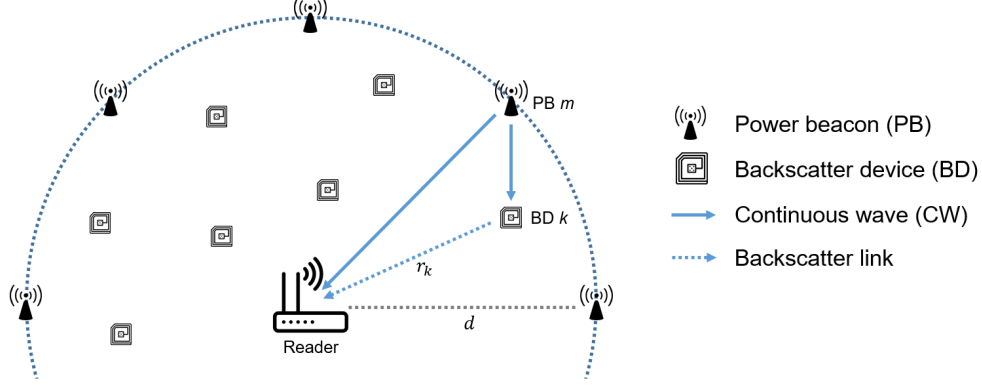 PB m
BD k
r_k
d
Reader
Power beacon (PB)
Backscatter device (BD)
Continuous wave (CW)
Backscatter link